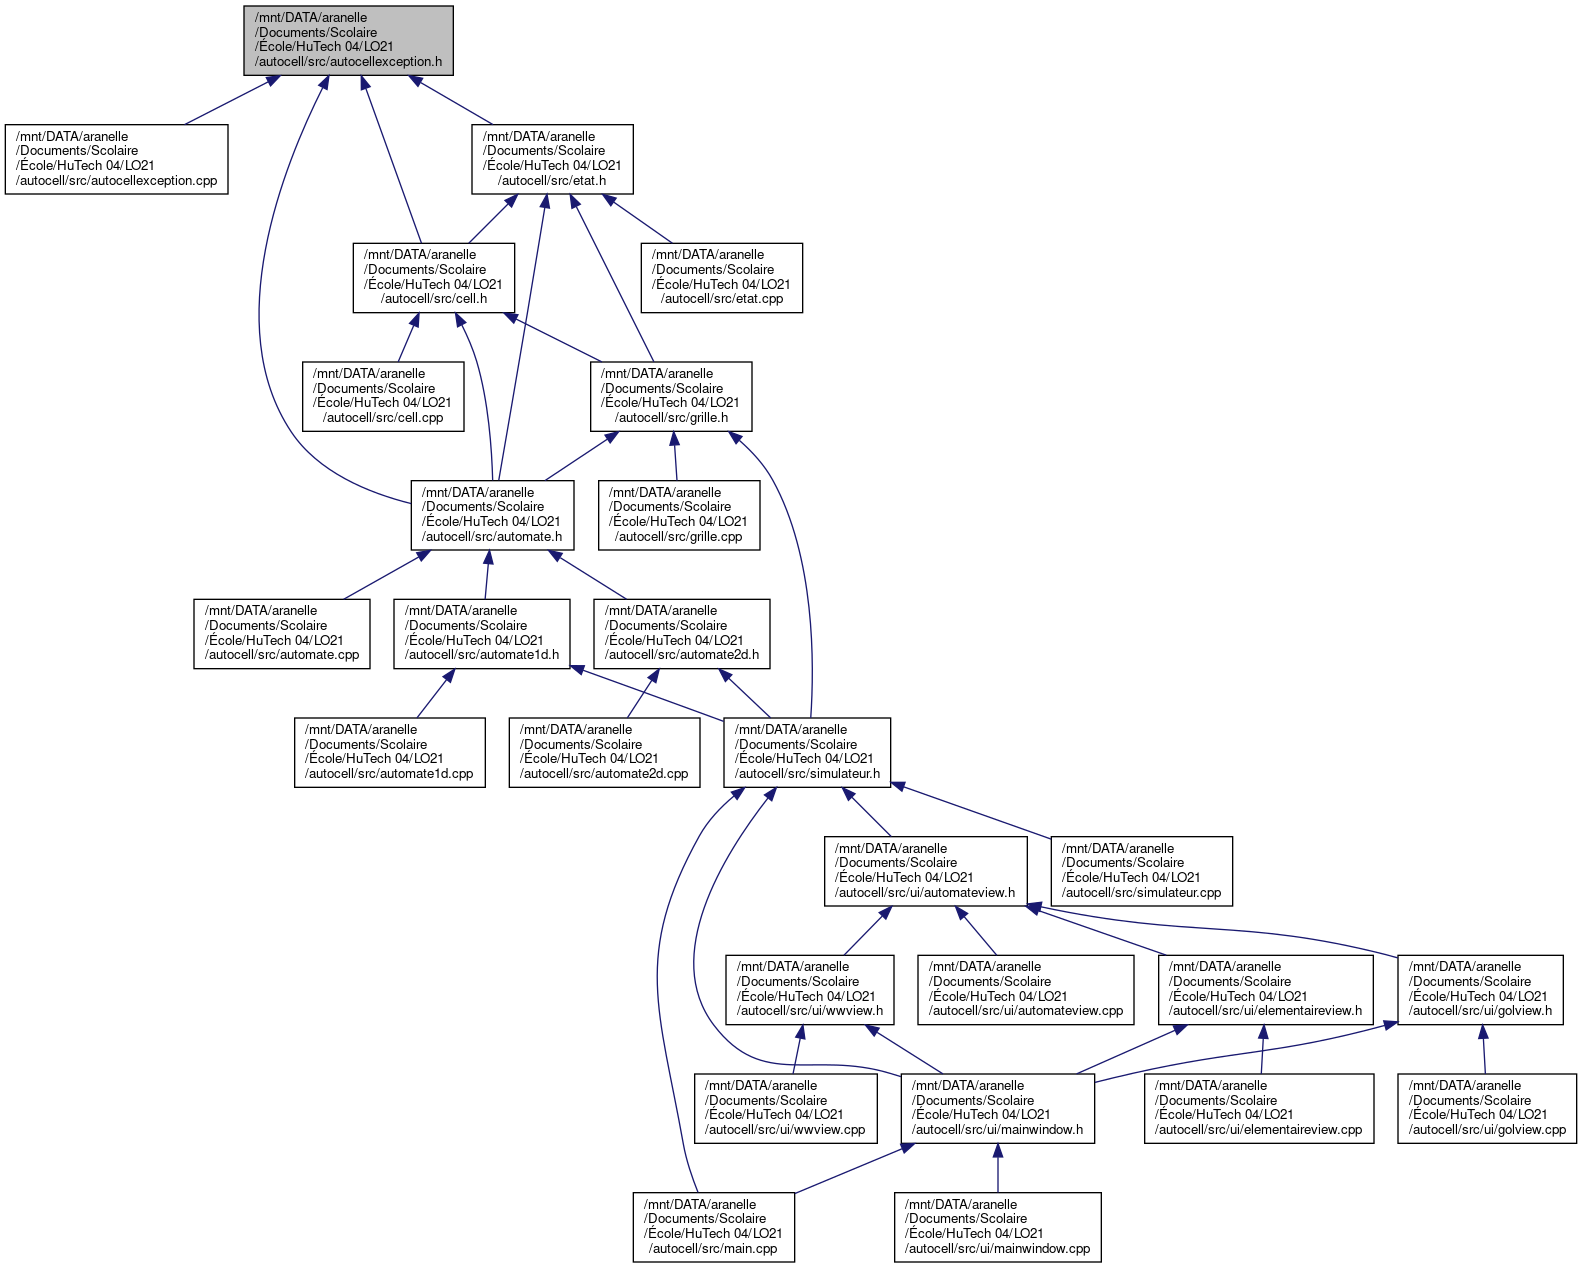 /mnt/DATA/aranelle
/Documents/Scolaire
/École/HuTech 04/LO21
/autocell/src/autocellexception.h
/mnt/DATA/aranelle
/Documents/Scolaire
/École/HuTech 04/LO21
/autocell/src/autocellexception.cpp
/mnt/DATA/aranelle
/Documents/Scolaire
/École/HuTech 04/LO21
/autocell/src/etat.h
/mnt/DATA/aranelle
/Documents/Scolaire
/École/HuTech 04/LO21
/autocell/src/cell.h
/mnt/DATA/aranelle
/Documents/Scolaire
/École/HuTech 04/LO21
/autocell/src/etat.cpp
/mnt/DATA/aranelle
/Documents/Scolaire
/École/HuTech 04/LO21
/autocell/src/cell.cpp
/mnt/DATA/aranelle
/Documents/Scolaire
/École/HuTech 04/LO21
/autocell/src/grille.h
/mnt/DATA/aranelle
/Documents/Scolaire
/École/HuTech 04/LO21
/autocell/src/automate.h
/mnt/DATA/aranelle
/Documents/Scolaire
/École/HuTech 04/LO21
/autocell/src/grille.cpp
/mnt/DATA/aranelle
/Documents/Scolaire
/École/HuTech 04/LO21
/autocell/src/automate.cpp
/mnt/DATA/aranelle
/Documents/Scolaire
/École/HuTech 04/LO21
/autocell/src/automate1d.h
/mnt/DATA/aranelle
/Documents/Scolaire
/École/HuTech 04/LO21
/autocell/src/automate2d.h
/mnt/DATA/aranelle
/Documents/Scolaire
/École/HuTech 04/LO21
/autocell/src/automate1d.cpp
/mnt/DATA/aranelle
/Documents/Scolaire
/École/HuTech 04/LO21
/autocell/src/automate2d.cpp
/mnt/DATA/aranelle
/Documents/Scolaire
/École/HuTech 04/LO21
/autocell/src/simulateur.h
/mnt/DATA/aranelle
/Documents/Scolaire
/École/HuTech 04/LO21
/autocell/src/ui/automateview.h
/mnt/DATA/aranelle
/Documents/Scolaire
/École/HuTech 04/LO21
/autocell/src/simulateur.cpp
/mnt/DATA/aranelle
/Documents/Scolaire
/École/HuTech 04/LO21
/autocell/src/ui/wwview.h
/mnt/DATA/aranelle
/Documents/Scolaire
/École/HuTech 04/LO21
/autocell/src/ui/automateview.cpp
/mnt/DATA/aranelle
/Documents/Scolaire
/École/HuTech 04/LO21
/autocell/src/ui/elementaireview.h
/mnt/DATA/aranelle
/Documents/Scolaire
/École/HuTech 04/LO21
/autocell/src/ui/golview.h
/mnt/DATA/aranelle
/Documents/Scolaire
/École/HuTech 04/LO21
/autocell/src/ui/wwview.cpp
/mnt/DATA/aranelle
/Documents/Scolaire
/École/HuTech 04/LO21
/autocell/src/ui/mainwindow.h
/mnt/DATA/aranelle
/Documents/Scolaire
/École/HuTech 04/LO21
/autocell/src/ui/elementaireview.cpp
/mnt/DATA/aranelle
/Documents/Scolaire
/École/HuTech 04/LO21
/autocell/src/ui/golview.cpp
/mnt/DATA/aranelle
/Documents/Scolaire
/École/HuTech 04/LO21
/autocell/src/main.cpp
/mnt/DATA/aranelle
/Documents/Scolaire
/École/HuTech 04/LO21
/autocell/src/ui/mainwindow.cpp